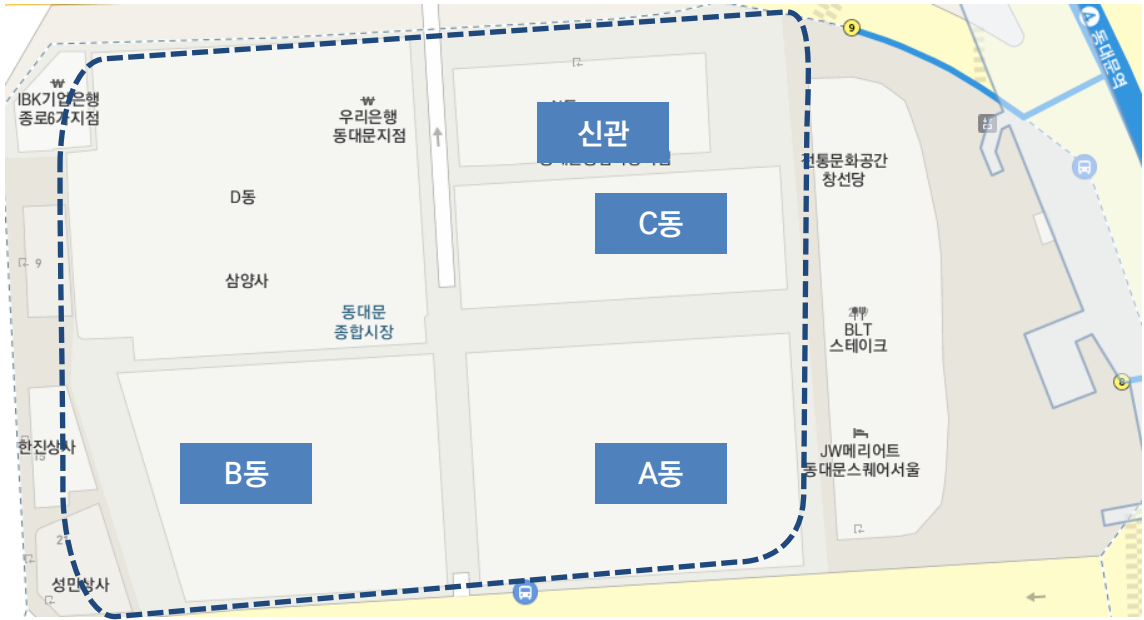 9
동대문역
IBK기업은행
종로6가지점
우리은행
동대문지점
신관
전통문화공간
창선당
D동
C동
9
삼양사
동대문
종합시장
BLT
스테이크
8
한진상사
B동
A동
JW메리어트
동대문스퀘어서울
성민상사